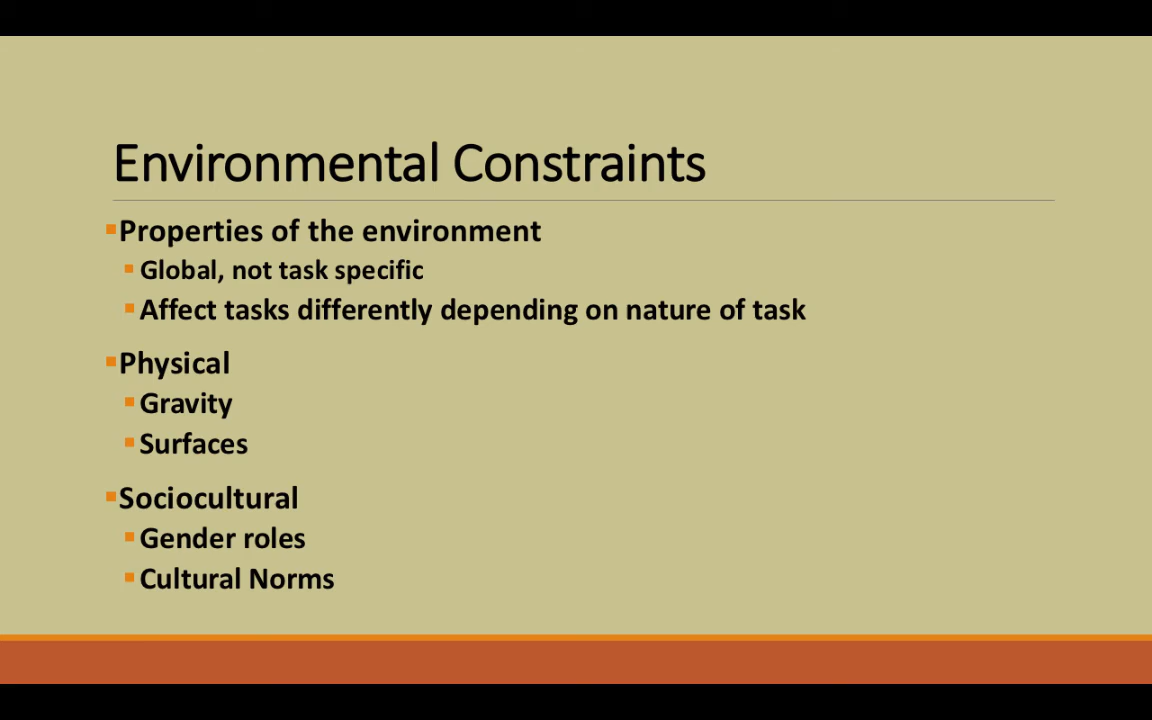 Environmental Constraints
Properties of the environment
Global, not task specific
Affect tasks differently depending on nature of task
Physical
Gravity
Surfaces
Sociocultural
Gender roles
Cultural Norms